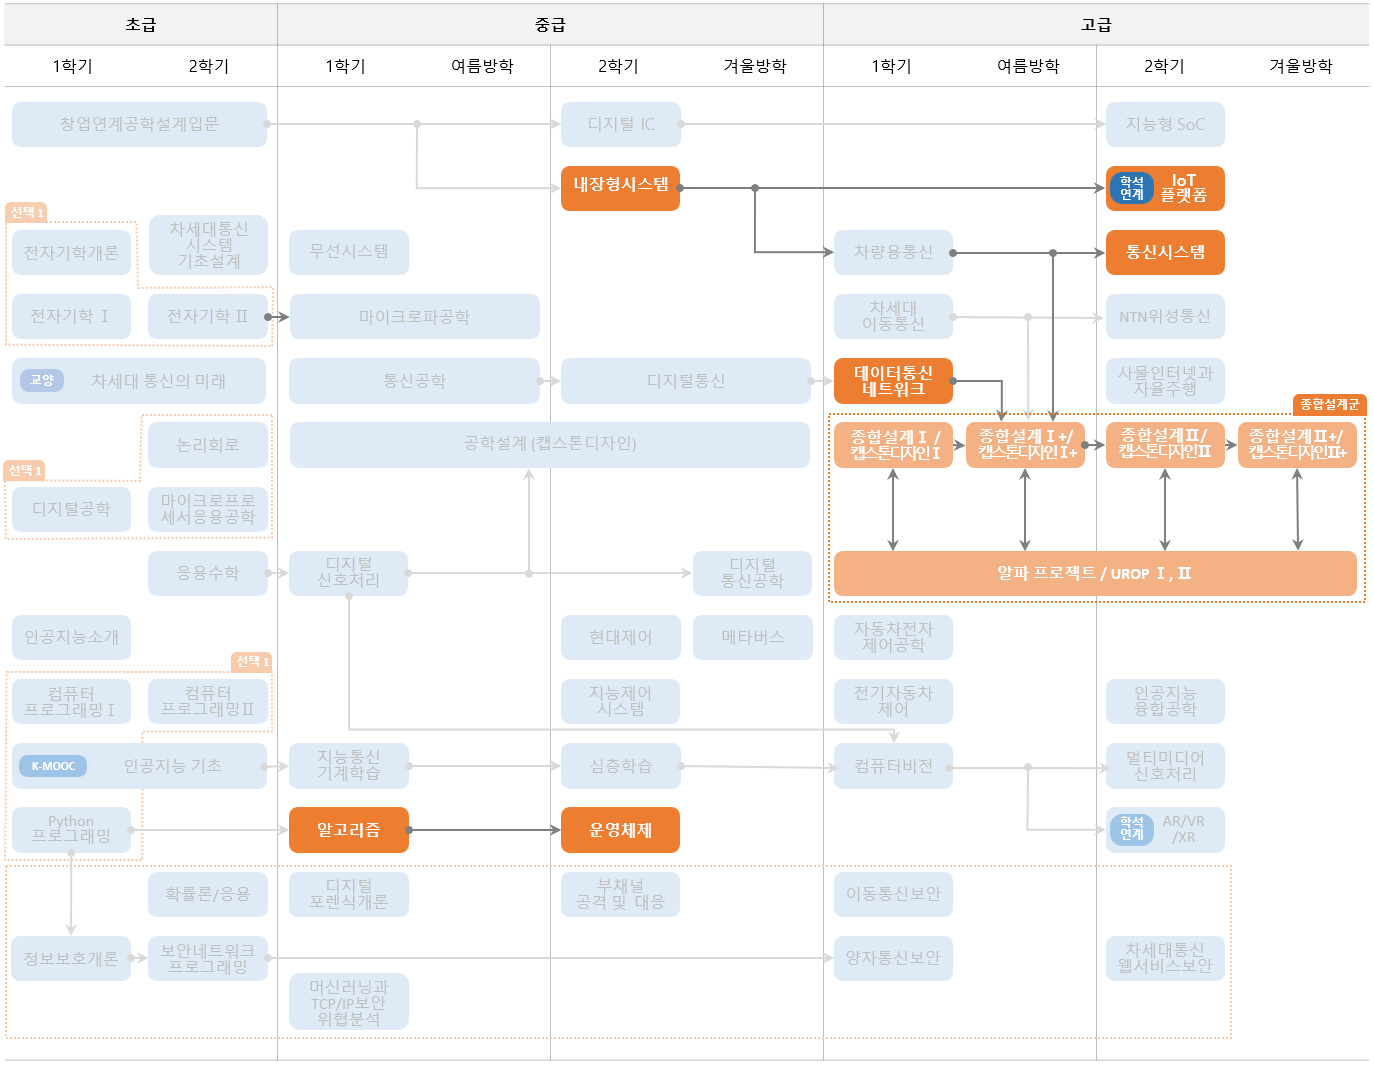 초급
중급
고급
1학기
2학기
1학기
여름방학
2학기
겨울방학
1학기
여름방학
2학기
겨울방학
창업연계공학설계입문
디지털 IC
지능형 SoC
내장형시스템
학석
연계
IoT
플랫폼
선택 1
전자기학개론
차세대통신
시스템
기초설계
무선시스템
차량용통신
통신시스템
전자기학 Ⅰ
전자기학 Ⅱ
마이크로파공학
차세대
이동통신
NTN위성통신
교양
차세대 통신의 미래
통신공학
디지털통신
데이터통신
네트워크
사물인터넷과
자율주행
종합설계군
논리회로
공학설계 (캡스톤디자인)
종합설계 Ⅰ /
캡스톤디자인 Ⅰ
종합설계 Ⅰ+/
캡스톤디자인 Ⅰ+
종합설계Ⅱ/
캡스톤디자인Ⅱ
종합설계Ⅱ+/
캡스톤디자인Ⅱ+
선택 1
디지털공학
마이크로프로
세서응용공학
응용수학
디지털
신호처리
디지털
통신공학
알파 프로젝트 / UROP Ⅰ, Ⅱ
인공지능소개
현대제어
메타버스
자동차전자
제어공학
선택 1
컴퓨터
프로그래밍Ⅰ
컴퓨터
프로그래밍Ⅱ
지능제어
시스템
전기자동차
제어
인공지능
융합공학
K-MOOC
인공지능 기초
지능통신
기계학습
심층학습
컴퓨터비전
멀티미디어
신호처리
Python
프로그래밍
알고리즘
운영체제
학석
연계
AR/VR
/XR
확률론/응용
디지털
포렌식개론
부채널
공격 및 대응
이동통신보안
정보보호개론
보안네트워크
프로그래밍
양자통신보안
차세대통신
웹서비스보안
머신러닝과
TCP/IP보안
위협분석